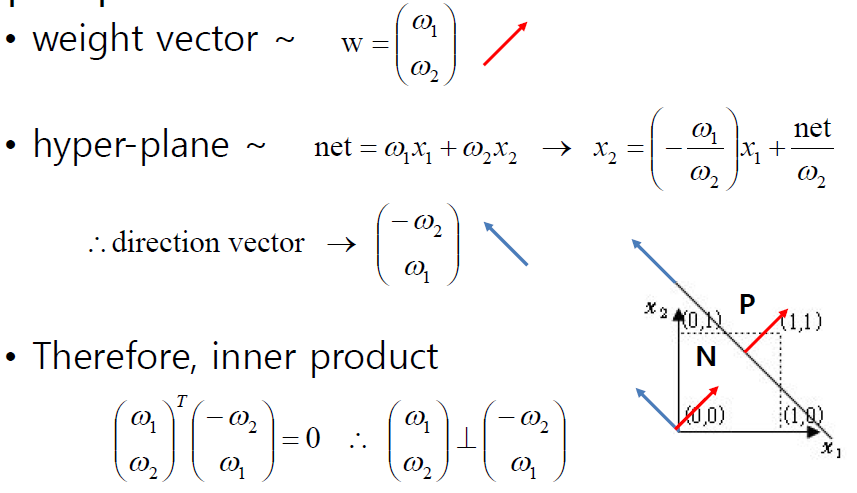 • weight vector ~ w = (ω₁ ω₂)
• hyper-plane ~ net = ω₁x₁ + ω₂x₂ → x₂ = (−ω₁/ω₂)x₁ + net/ω₂
∴ direction vector → (−ω₂ ω₁)
• Therefore, inner product
(ω₁ ω₂)ᵀ (−ω₂ ω₁) = 0 ∴ (ω₁ ω₂) ⊥ (−ω₂ ω₁)
P
x₂ (0,1) (1,1)
N
(0,0) (1,0)
x₁